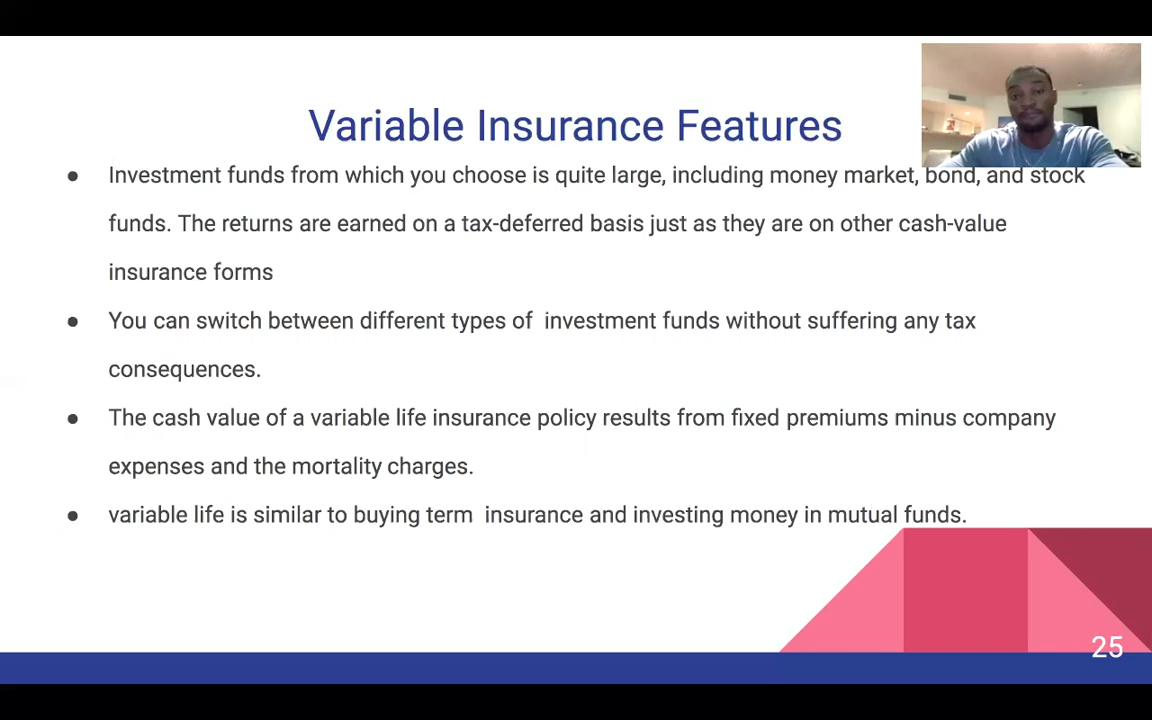 Variable Insurance Features
● Investment funds from which you choose is quite large, including money market, bond, and stock
funds. The returns are earned on a tax-deferred basis just as they are on other cash-value
insurance forms
● You can switch between different types of  investment funds without suffering any tax
consequences.
● The cash value of a variable life insurance policy results from fixed premiums minus company
expenses and the mortality charges.
● variable life is similar to buying term  insurance and investing money in mutual funds.
25